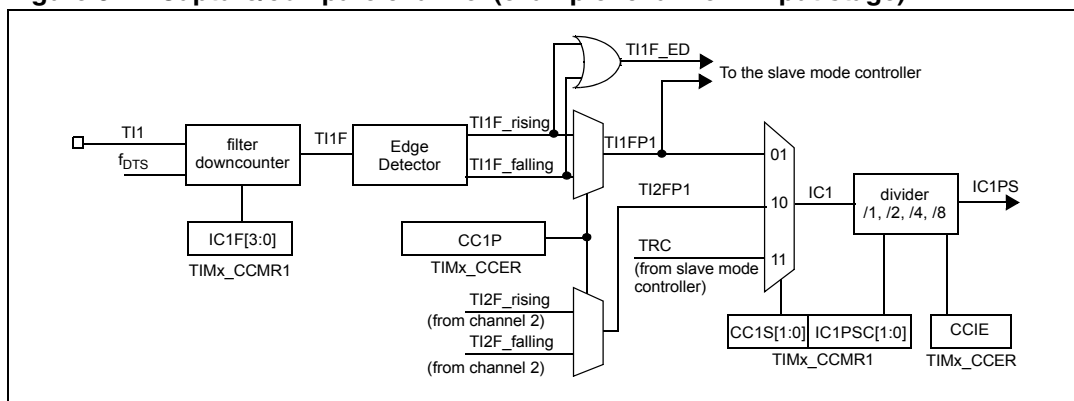 TI1F_ED
To the slave mode controller
TI1
fDTS
filter
downcounter
TI1F
Edge
Detector
TI1F_rising
TI1F_falling
TI1FP1
01
TI2FP1
10
IC1
divider
/1, /2, /4, /8
IC1PS
IC1F[3:0]
TIMx_CCMR1
CC1P
TIMx_CCER
TRC
11
(from slave mode
controller)
TI2F_rising
(from channel 2)
TI2F_falling
(from channel 2)
CC1S[1:0]
IC1PSC[1:0]
CCIE
TIMx_CCMR1
TIMx_CCER